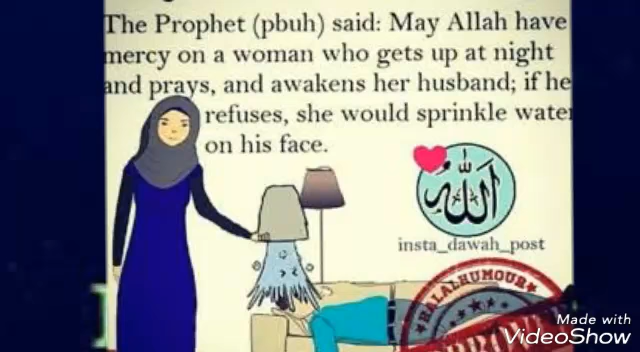 The Prophet (pbuh) said: May Allah have
mercy on a woman who gets up at night
and prays, and awakens her husband; if he
refuses, she would sprinkle wate
on his face.
الله
insta_dawah_post
HALALHUMOUR
Made with
VideoShow